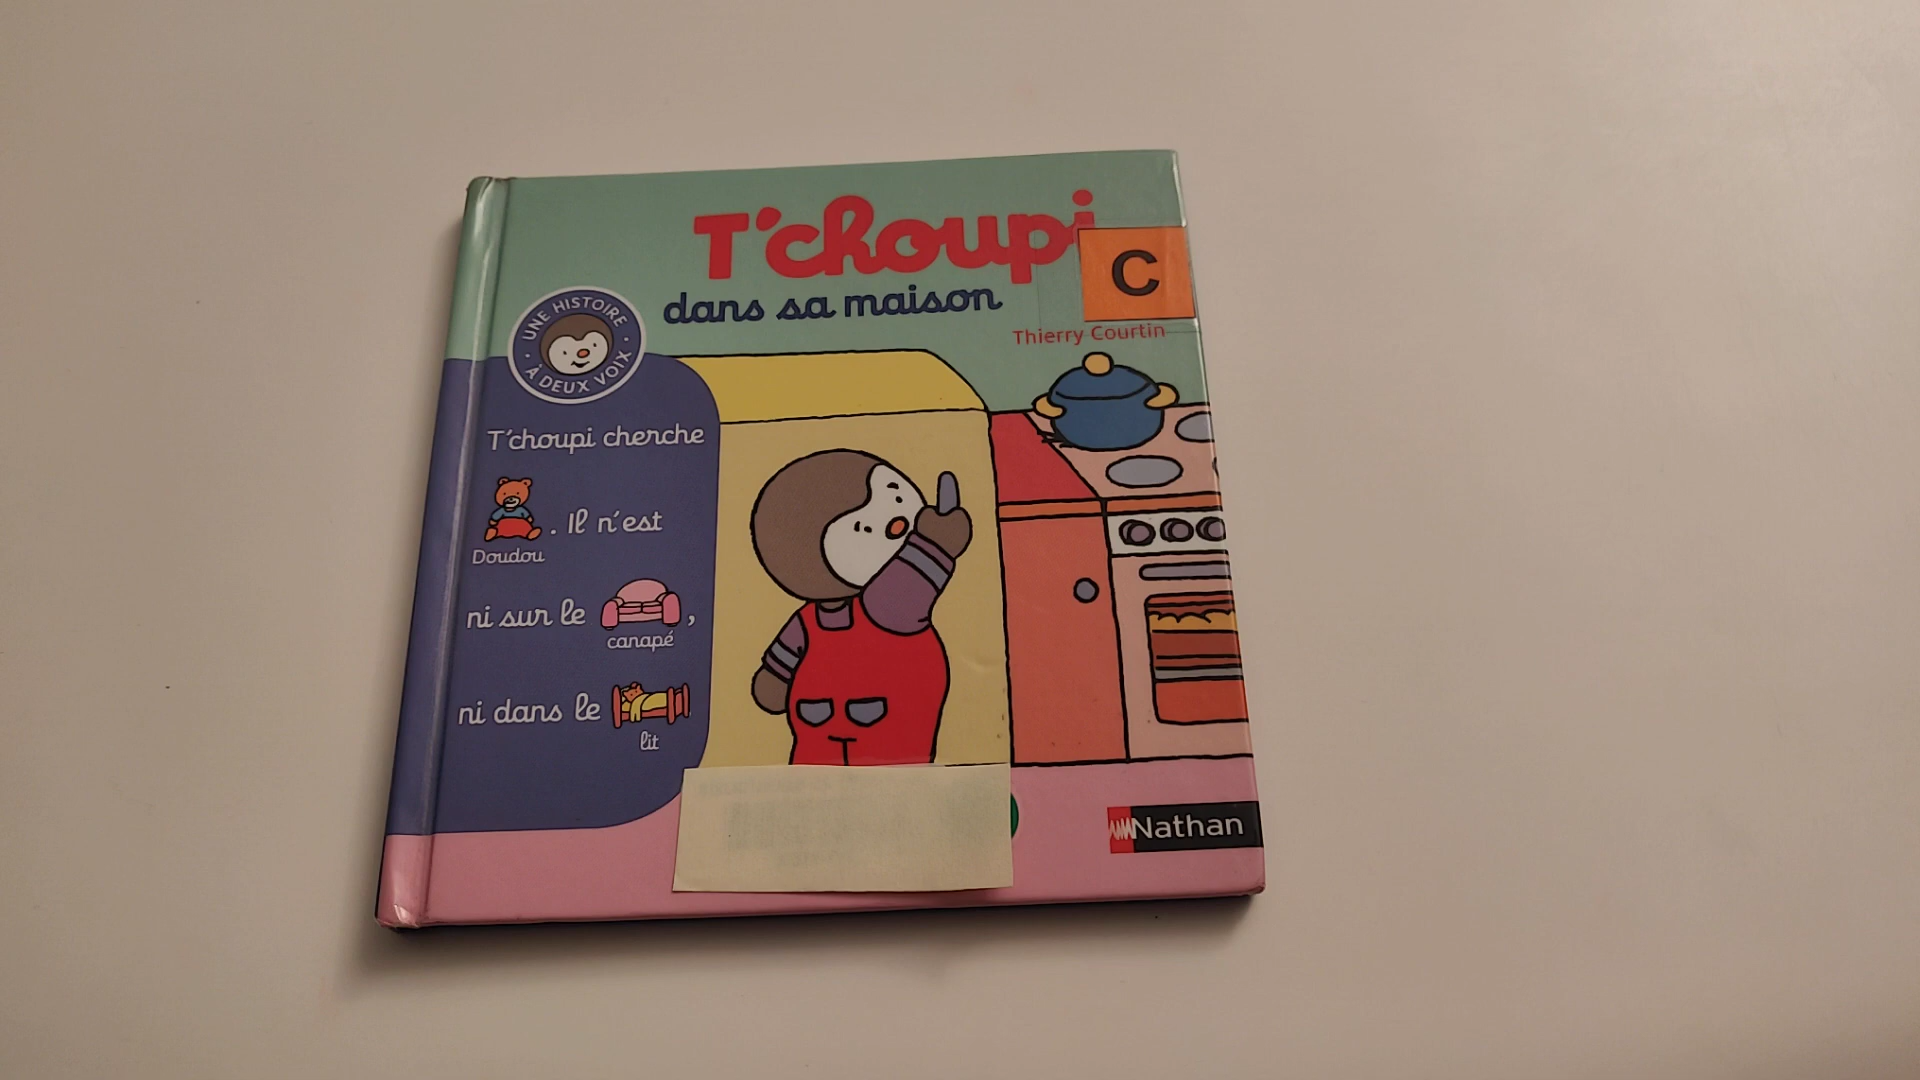 T'choupi
dans sa maison
C
Thierry Courtin
UNE HISTOIRE
À DEUX VOIX
T'choupi cherche
. Il n'est
Doudou
ni sur le ,
canapé
ni dans le
lit
Nathan